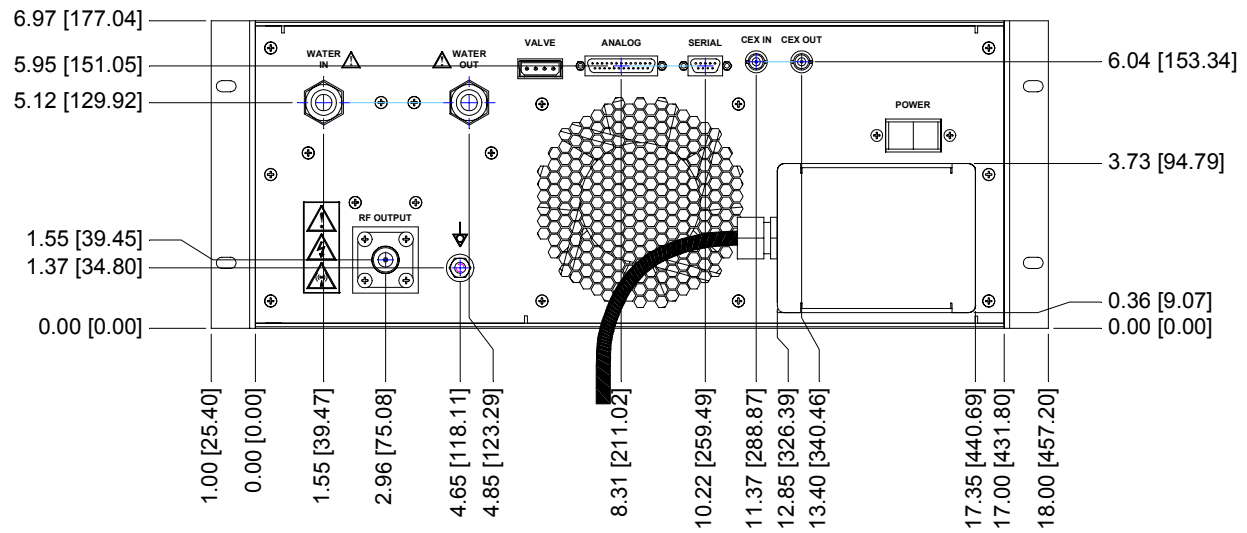 6.97 [177.04]
5.95 [151.05]
5.12 [129.92]
1.55 [39.45]
1.37 [34.80]
0.00 [0.00]
WATER
IN
WATER
OUT
VALVE
ANALOG
SERIAL
CEX IN
CEX OUT
POWER
RF OUTPUT
6.04 [153.34]
3.73 [94.79]
0.36 [9.07]
0.00 [0.00]
1.00 [25.40]
0.00 [0.00]
1.55 [39.47]
2.96 [75.08]
4.65 [118.11]
4.85 [123.29]
8.31 [211.02]
10.22 [259.49]
11.37 [288.87]
12.85 [326.39]
13.40 [340.46]
17.35 [440.69]
17.00 [431.80]
18.00 [457.20]